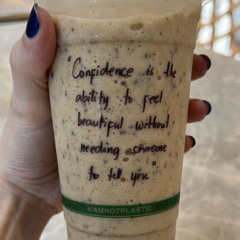 Confidence is the
ability to feel
beautiful without
needing someone
to tell you"
#IAMNOTPLASTIC